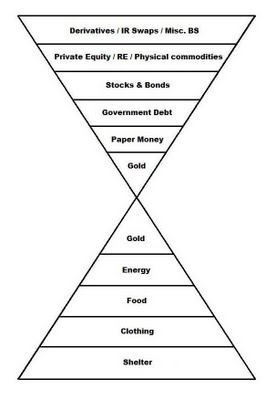 Derivatives / IR Swaps / Misc. BS
Private Equity / RE / Physical commodities
Stocks & Bonds
Government Debt
Paper Money
Gold
Gold
Energy
Food
Clothing
Shelter